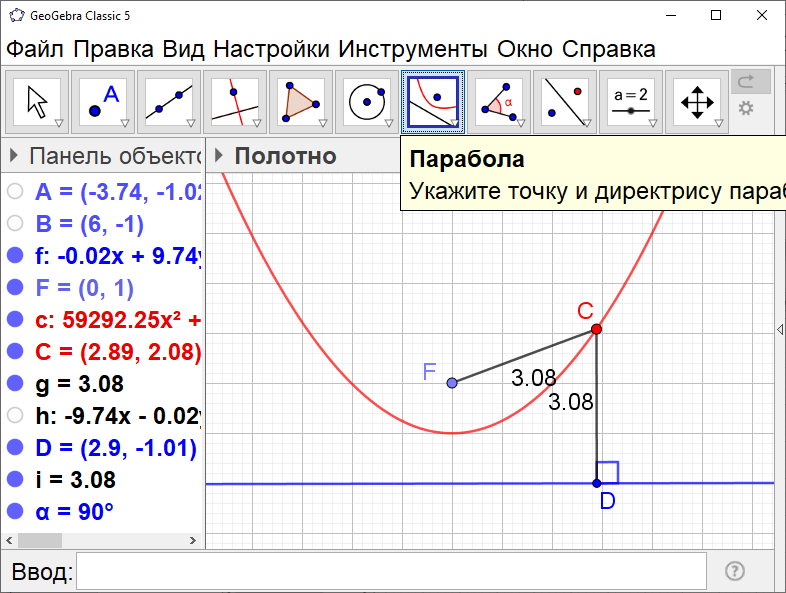 GeoGebra Classic 5
Файл Правка Вид Настройки Инструменты Окно Справка
A
α
a=2
Панель объекто
Полотно
Парабола
Укажите точку и директрису параб
A = (-3.74, -1.02
B = (6, -1)
f: -0.02x + 9.74y
F = (0, 1)
c: 59292.25x² +
C = (2.89, 2.08)
g = 3.08
h: -9.74x - 0.02y
D = (2.9, -1.01)
i = 3.08
α = 90°
C
F
3.08
3.08
D
Ввод:
?